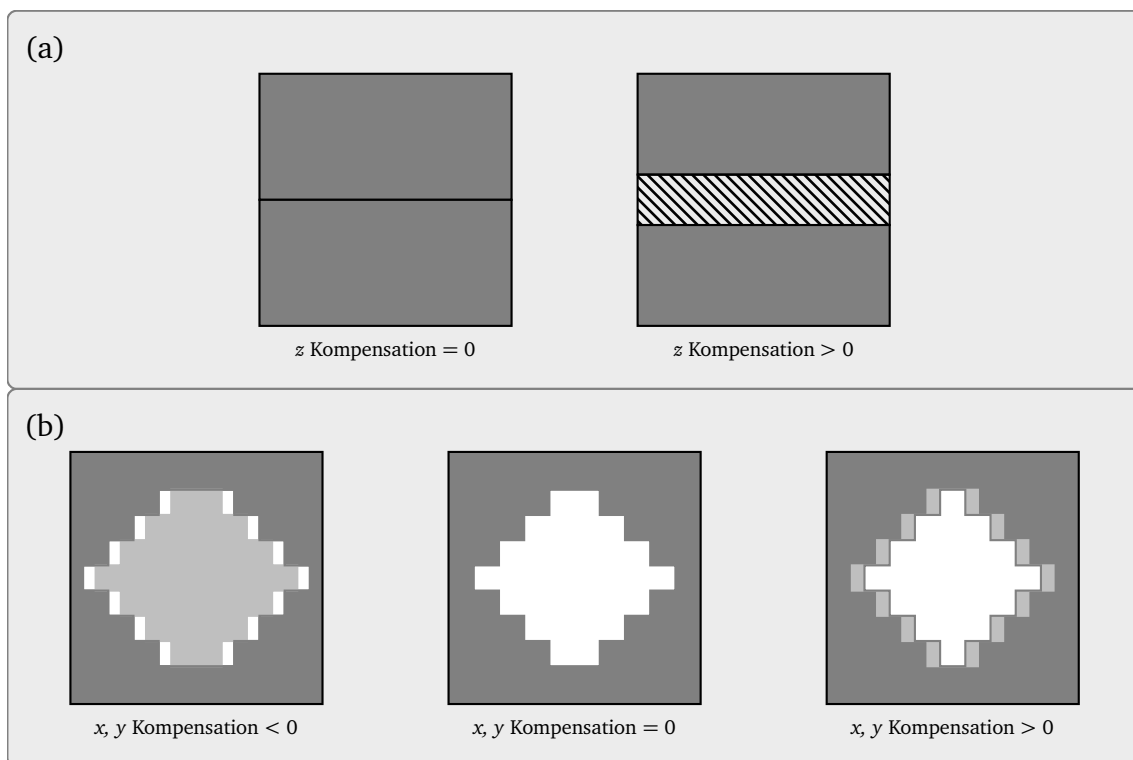 (a)
z Kompensation = 0
z Kompensation > 0
(b)
x, y Kompensation < 0
x, y Kompensation = 0
x, y Kompensation > 0